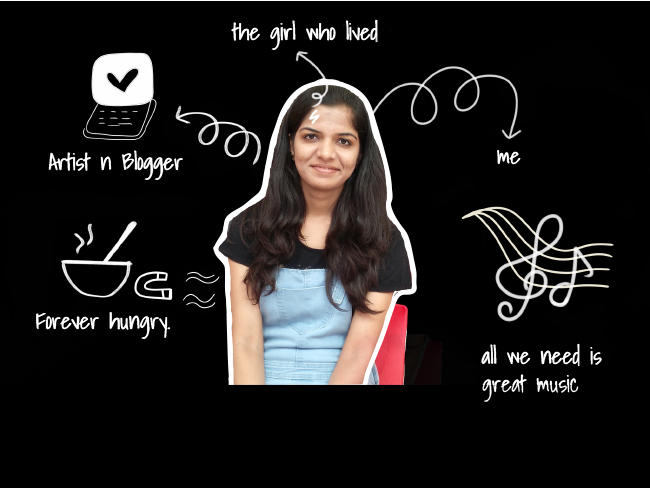 the girl who lived
Artist n Blogger
me
Forever hungry.
all we need is
great music